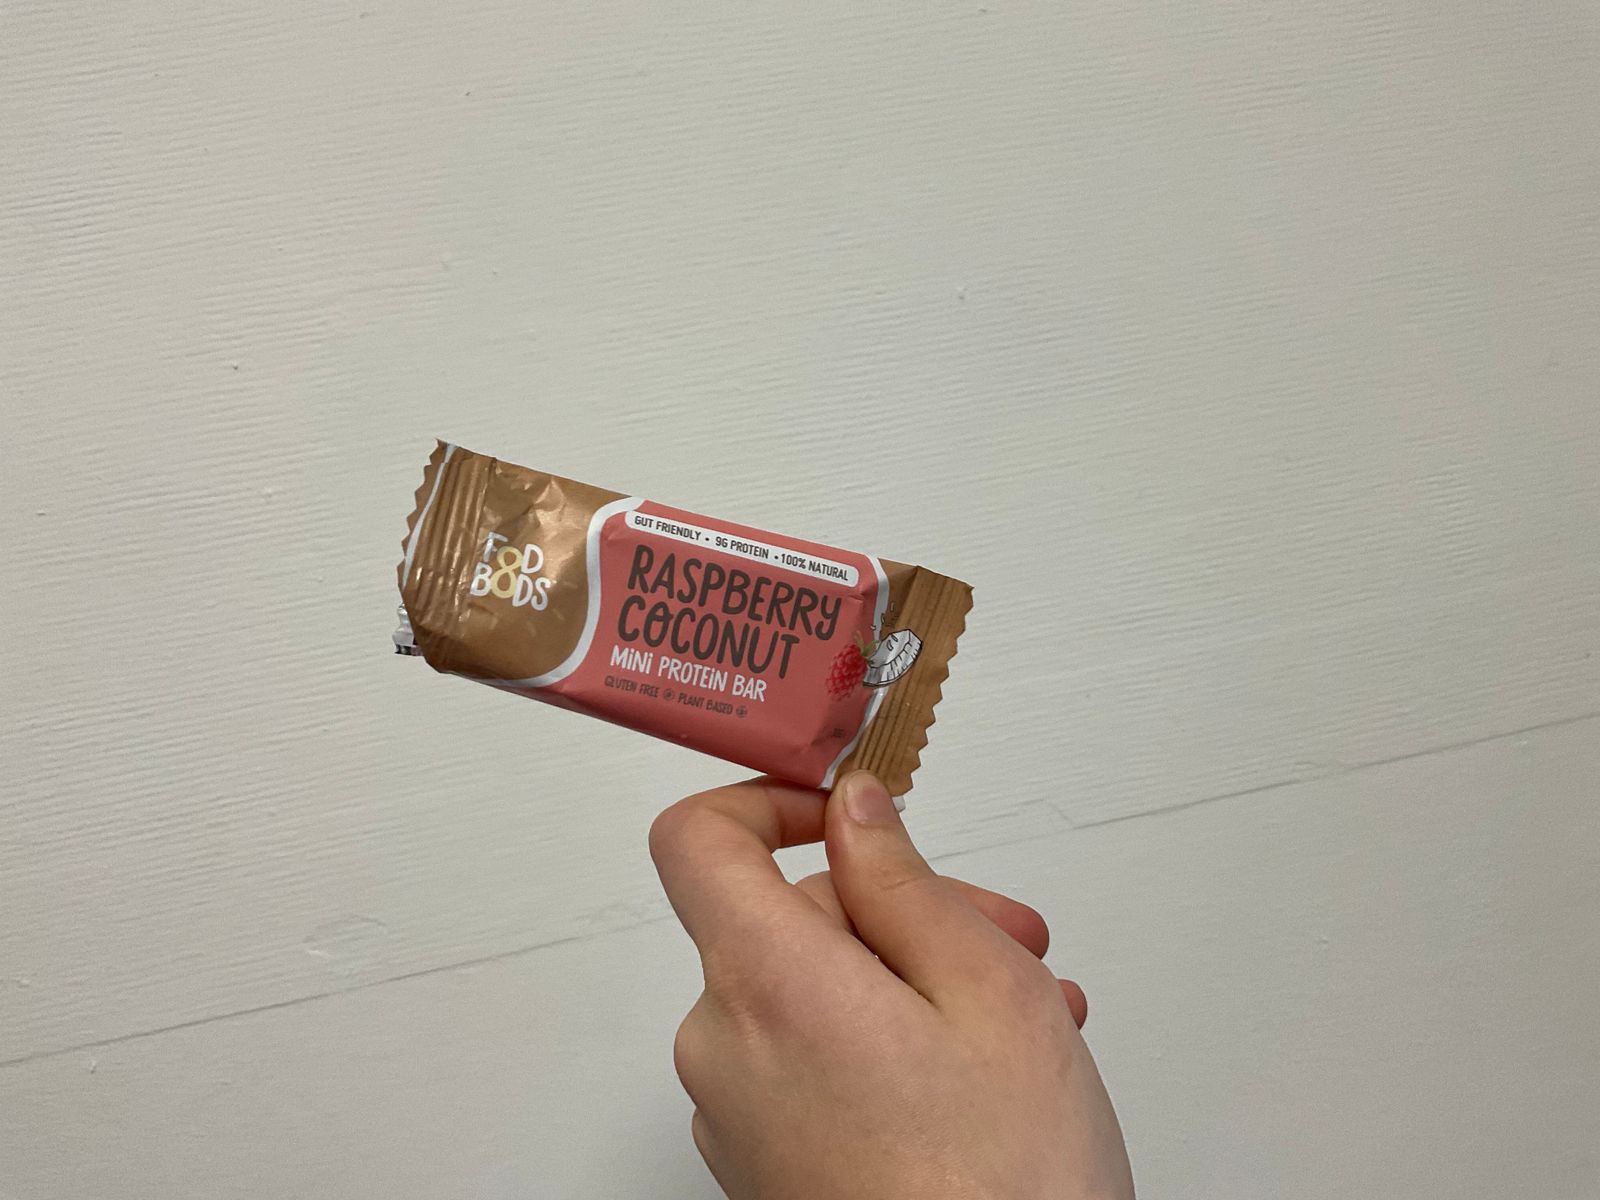 FOD
BODS
GUT FRIENDLY • 9G PROTEIN • 100% NATURAL
RASPBERRY
COCONUT
MINI PROTEIN BAR
GLUTEN FREE PLANT BASED